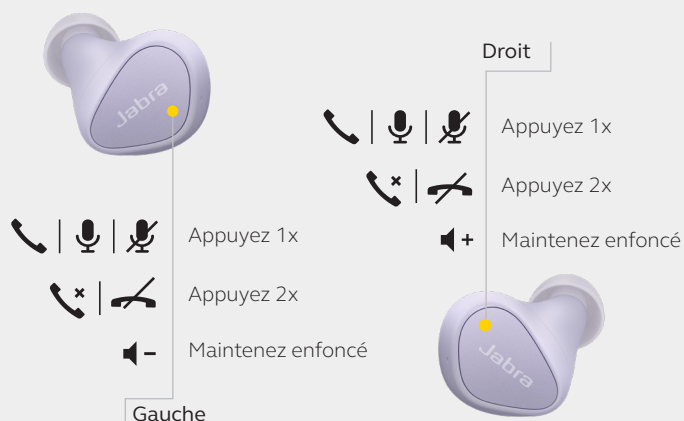 Jabra
Appuyez 1x
Appuyez 2x
Maintenez enfoncé
Gauche
Droit
Appuyez 1x
Appuyez 2x
Maintenez enfoncé
Jabra